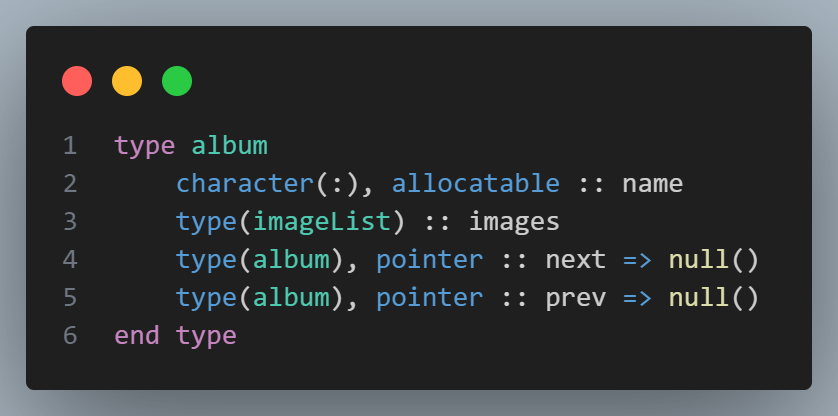 1 type album
2     character(:), allocatable :: name
3     type(imageList) :: images
4     type(album), pointer :: next => null()
5     type(album), pointer :: prev => null()
6 end type